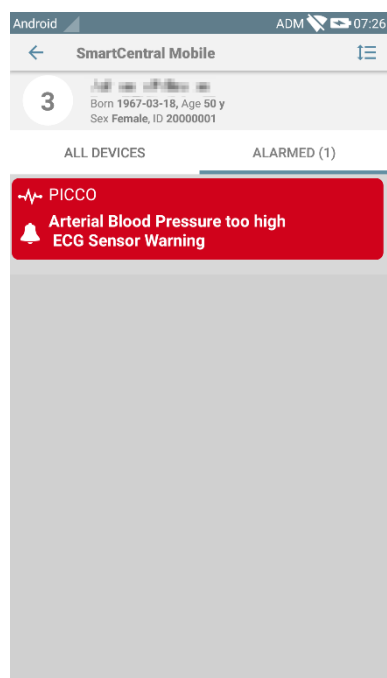 Android ADM 07:26
SmartCentral Mobile
3
Born 1967-03-18, Age 50 y
Sex Female, ID 20000001
ALL DEVICES ALARMED (1)
PICCO
Arterial Blood Pressure too high
ECG Sensor Warning